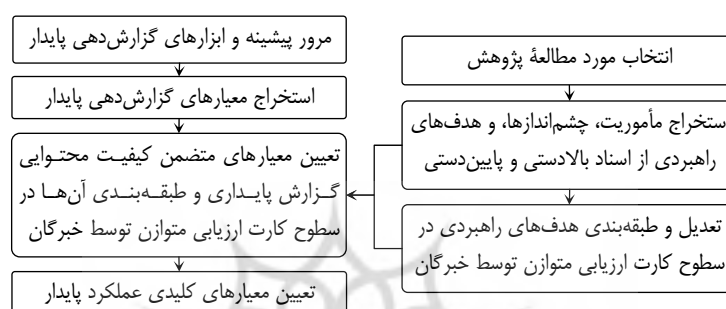 انتخاب مورد مطالعۀ پژوهش
ستخراج مأموریت، چشم‌اندازها، و هدف‌های
راهبردی از اسناد بالادستی و پایین‌دستی
تعدیل و طبقه‌بندی هدف‌های راهبردی در
سطوح کارت ارزیابی متوازن توسط خبرگان
مرور پیشینه و ابزارهای گزارش‌دهی پایدار
استخراج معیارهای گزارش‌دهی پایدار
تعیین معیارهای متضمن کیفیت محتوایی
گزارش پایداری و طبقه‌بندی آن‌ها در
سطوح کارت ارزیابی متوازن توسط خبرگان
تعیین معیارهای کلیدی عملکرد پایدار